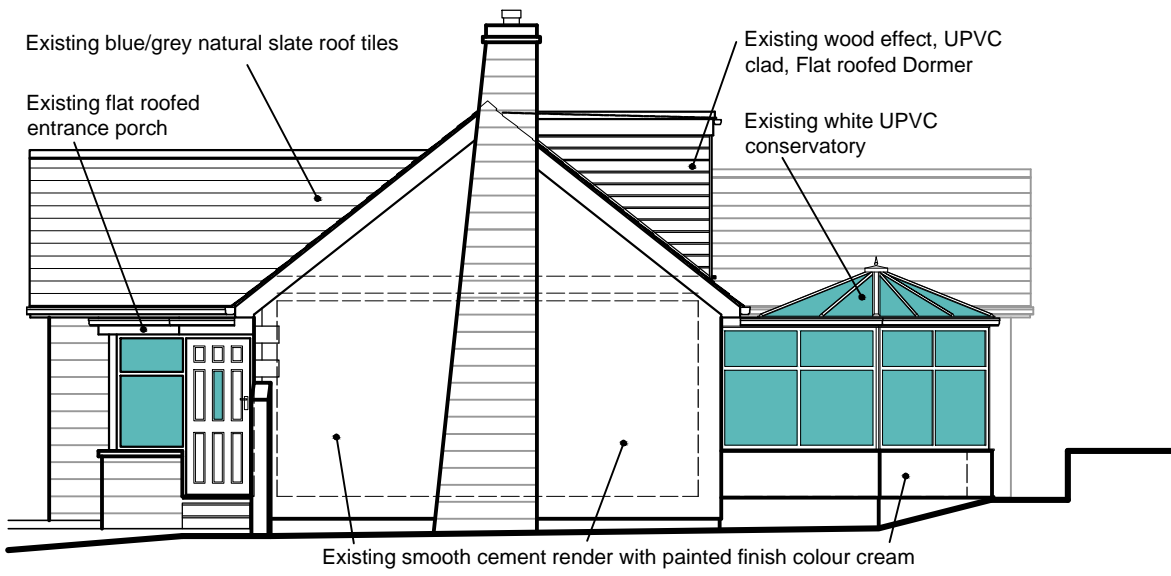 Existing blue/grey natural slate roof tiles
Existing flat roofed
entrance porch
Existing wood effect, UPVC
clad, Flat roofed Dormer
Existing white UPVC
conservatory
Existing smooth cement render with painted finish colour cream